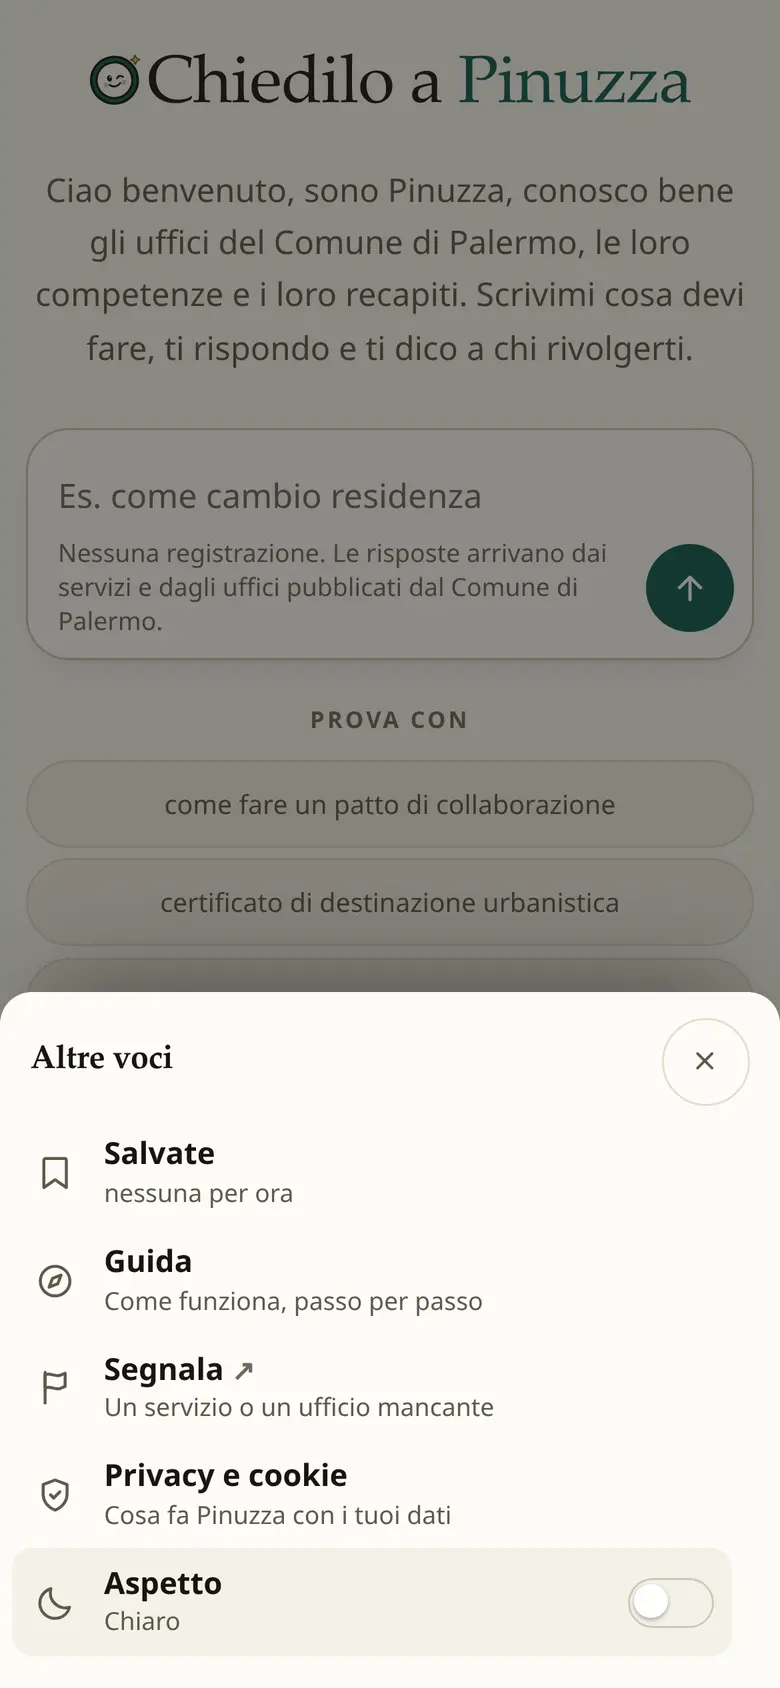 Chiedilo a Pinuzza
Ciao benvenuto, sono Pinuzza, conosco bene
gli uffici del Comune di Palermo, le loro
competenze e i loro recapiti. Scrivimi cosa devi
fare, ti rispondo e ti dico a chi rivolgerti.
Es. come cambio residenza
Nessuna registrazione. Le risposte arrivano dai
servizi e dagli uffici pubblicati dal Comune di
Palermo.
PROVA CON
come fare un patto di collaborazione
certificato di destinazione urbanistica
Altre voci
Salvate
nessuna per ora
Guida
Come funziona, passo per passo
Segnala ↗
Un servizio o un ufficio mancante
Privacy e cookie
Cosa fa Pinuzza con i tuoi dati
Aspetto
Chiaro